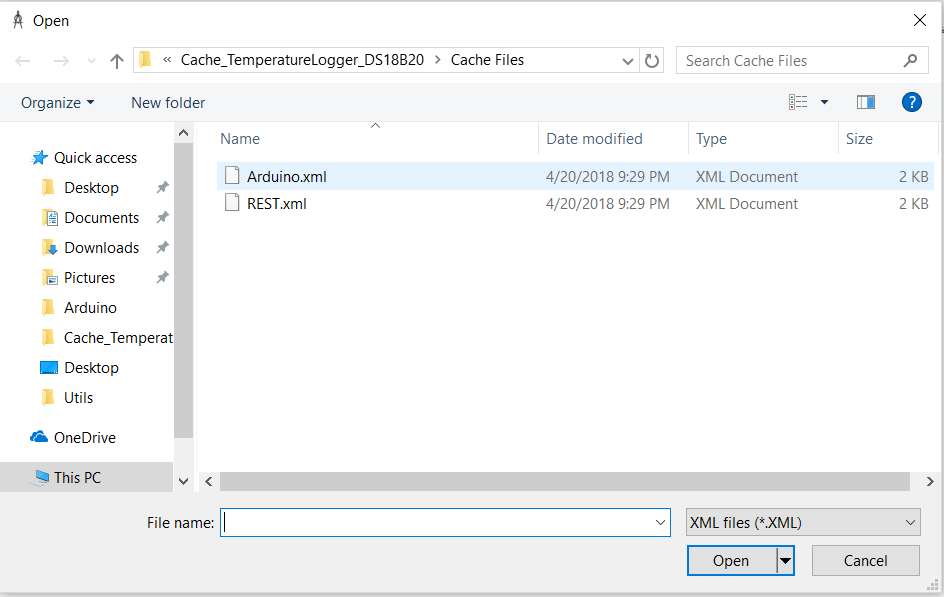 Open
« Cache_TemperatureLogger_DS18B20 > Cache Files
Search Cache Files
Organize
New folder
?
Name
Date modified
Type
Size
Quick access
Desktop
Documents
Downloads
Pictures
Arduino
Cache_Temperat
Desktop
Utils
OneDrive
This PC
Arduino.xml 4/20/2018 9:29 PM XML Document 2 KB
REST.xml 4/20/2018 9:29 PM XML Document 2 KB
File name:
XML files (*.XML)
Open
Cancel